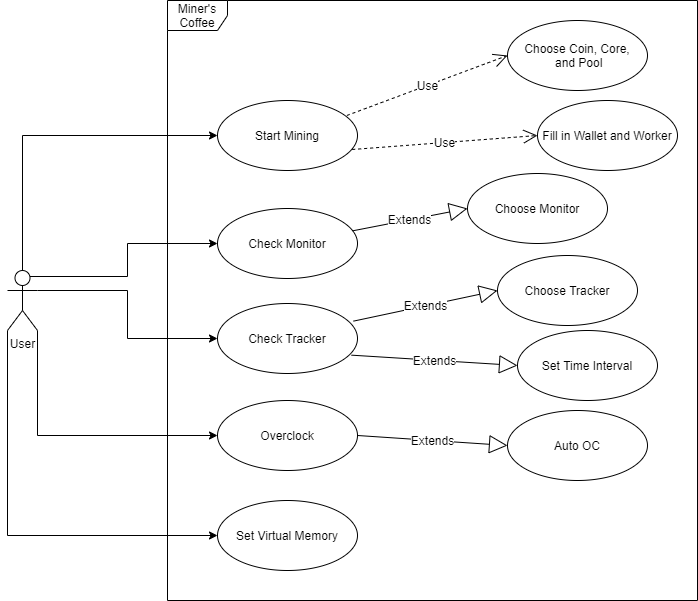 Miner's
Coffee
Choose Coin, Core,
and Pool
Use
Start Mining
Use
Fill in Wallet and Worker
Choose Monitor
Extends
Check Monitor
Choose Tracker
Extends
Check Tracker
User
Extends
Set Time Interval
Overclock
Extends
Auto OC
Set Virtual Memory